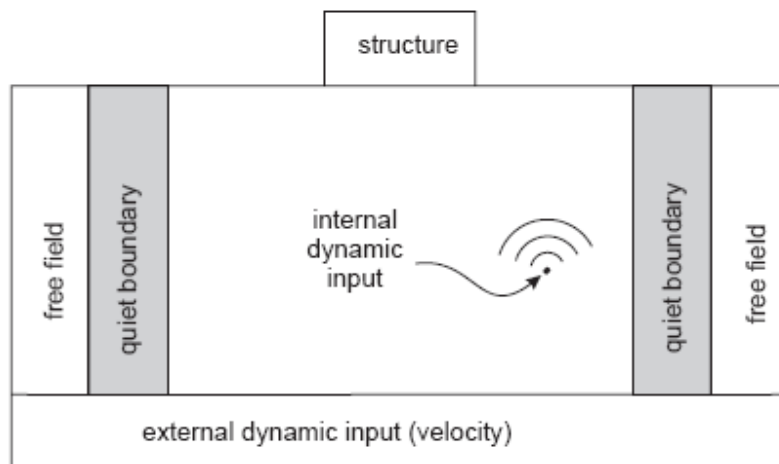 structure
free field
quiet boundary
internal
dynamic
input
quiet boundary
free field
external dynamic input (velocity)